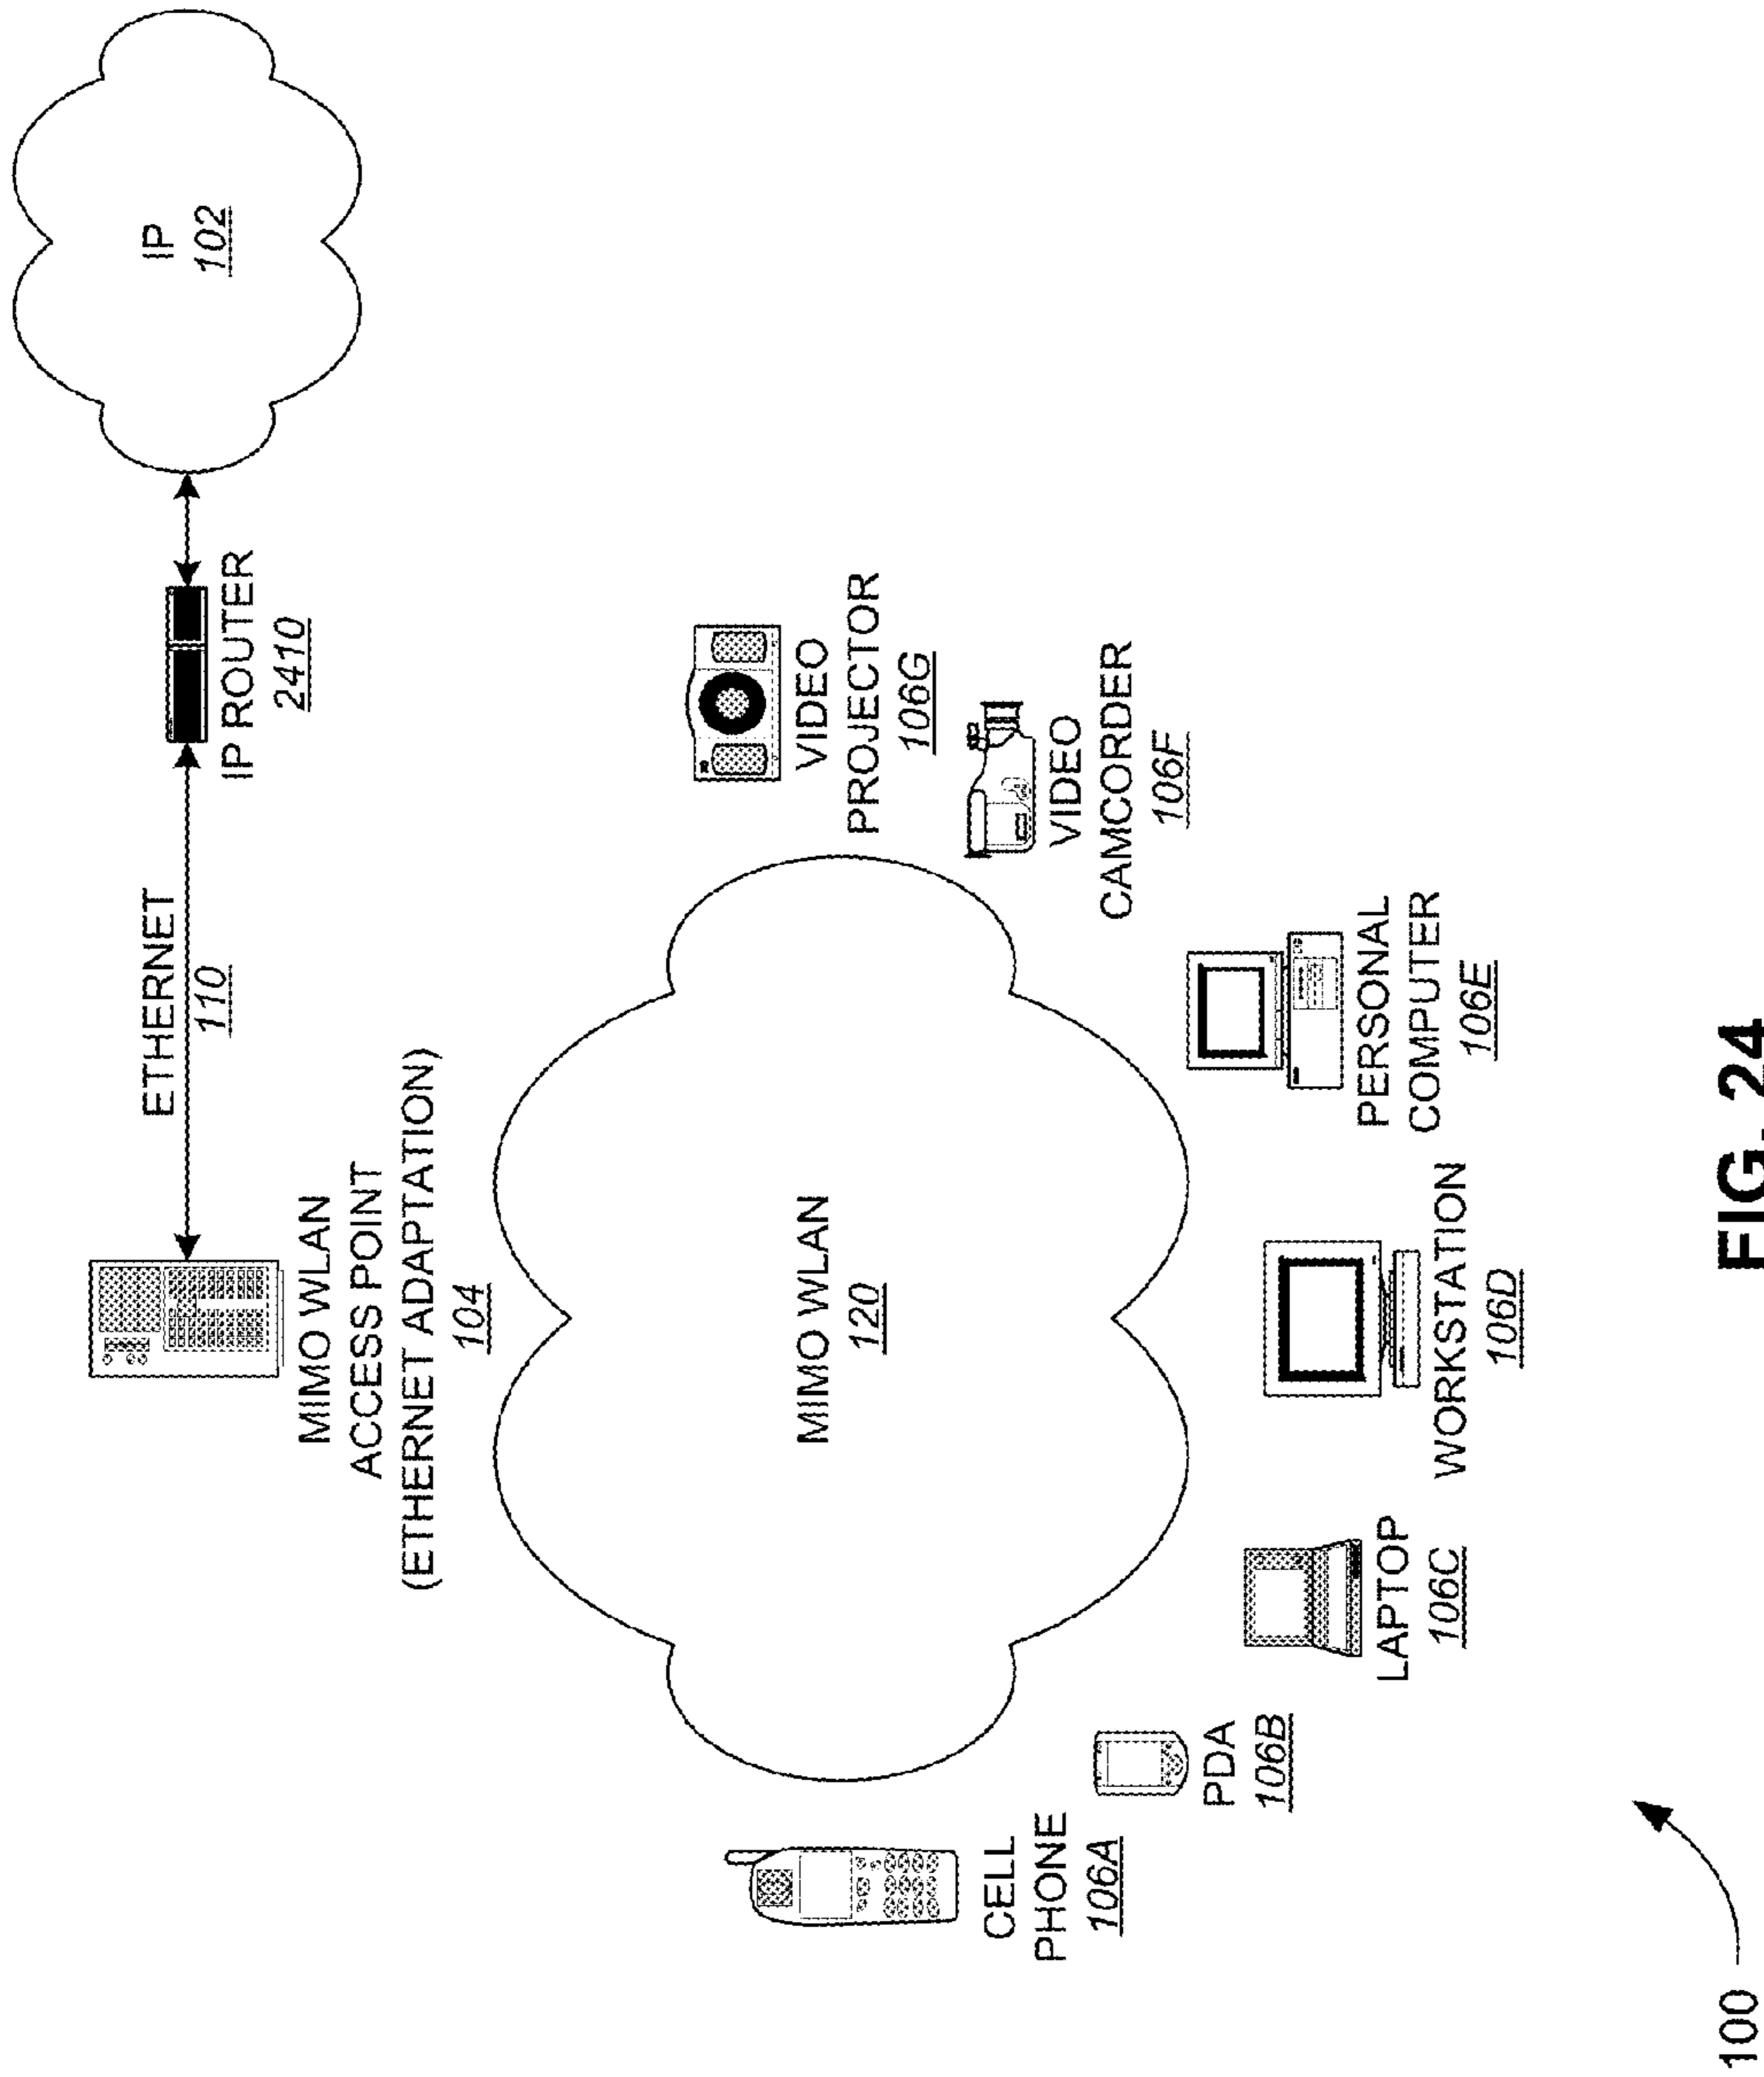 ETHERNET
110
IP
102
IP ROUTER
2410
MIMO WLAN
ACCESS POINT
(ETHERNET ADAPTATION)
104
MIMO WLAN
120
VIDEO
PROJECTOR
106G
VIDEO
CAMCORDER
106F
CELL
PHONE
106A
PDA
106B
LAPTOP
106C
WORKSTATION
106D
PERSONAL
COMPUTER
106E
100
FIG. 24